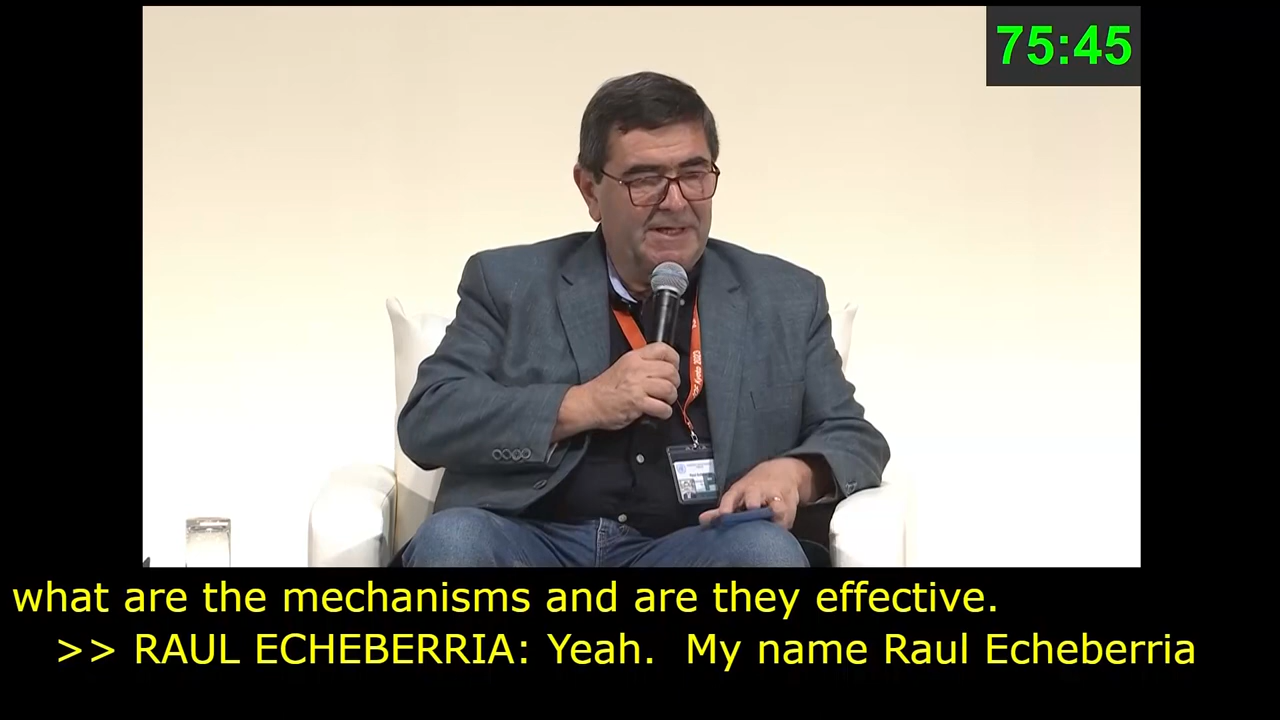 75:45
what are the mechanisms and are they effective.
>> RAUL ECHEBERRIA: Yeah.  My name Raul Echeberria